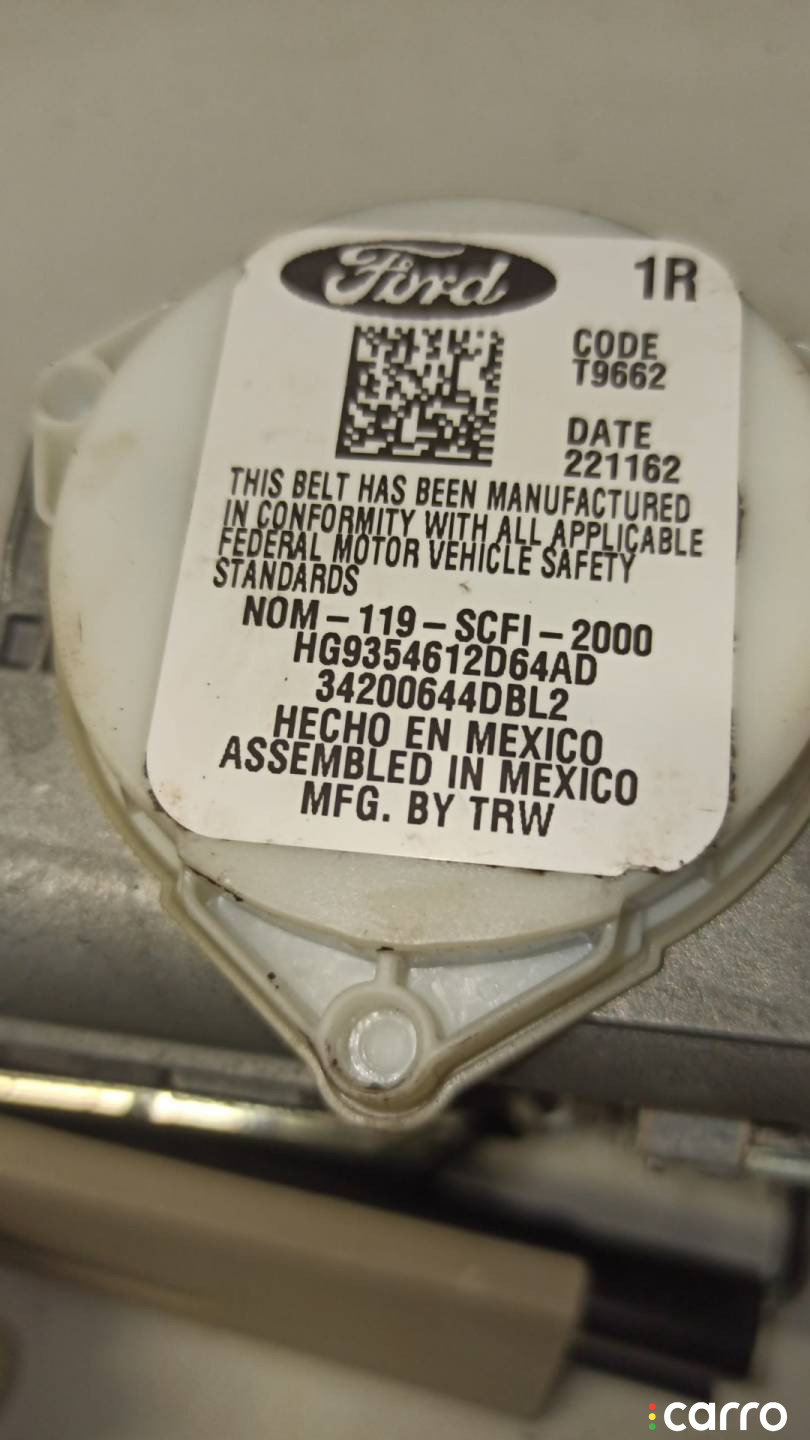 Ford
1R
CODE
T9662
DATE
221162
THIS BELT HAS BEEN MANUFACTURED
IN CONFORMITY WITH ALL APPLICABLE
FEDERAL MOTOR VEHICLE SAFETY
STANDARDS
NOM-119-SCFI-2000
HG9354612D64AD
34200644DBL2
HECHO EN MEXICO
ASSEMBLED IN MEXICO
MFG. BY TRW
carro